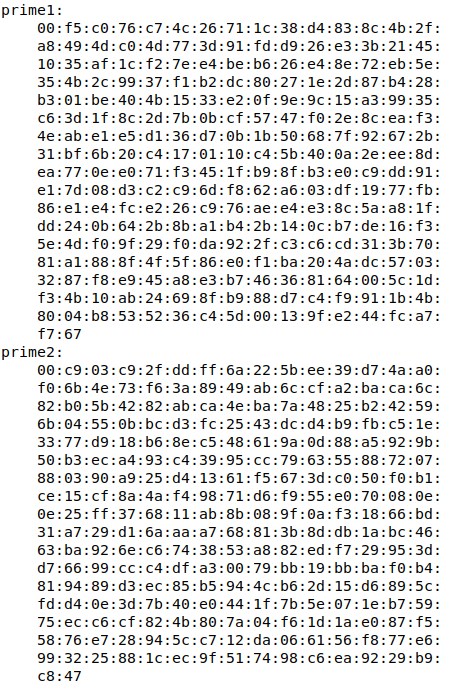 prime1:
00:f5:c0:76:c7:4c:26:71:1c:38:d4:83:8c:4b:2f:
a8:49:4d:c0:4d:77:3d:91:fd:d9:26:e3:3b:21:45:
10:35:af:1c:f2:7e:e4:be:b6:26:e4:8e:72:eb:5e:
35:4b:2c:99:37:f1:b2:dc:80:27:1e:2d:87:b4:28:
b3:01:be:40:4b:15:33:e2:0f:9e:9c:15:a3:99:35:
c6:3d:1f:8c:2d:7b:0b:cf:57:47:f0:2e:8c:ea:f3:
4e:ab:e1:e5:d1:36:d7:0b:1b:50:68:7f:92:67:2b:
31:bf:6b:20:c4:17:01:10:c4:5b:40:0a:2e:ee:8d:
ea:77:0e:e0:71:f3:45:1f:b9:8f:b3:e0:c9:dd:91:
e1:7d:08:d3:c2:c9:6d:f8:62:a6:03:df:19:77:fb:
86:e1:e4:fc:e2:26:c9:76:ae:e4:e3:8c:5a:a8:1f:
dd:24:0b:64:2b:8b:a1:b4:2b:14:0c:b7:de:16:f3:
5e:4d:f0:9f:29:f0:da:92:2f:c3:c6:cd:31:3b:70:
81:a1:88:8f:4f:5f:86:e0:f1:ba:20:4a:dc:57:03:
32:87:f8:e9:45:a8:e3:b7:46:36:81:64:00:5c:1d:
f3:4b:10:ab:24:69:8f:b9:88:d7:c4:f9:91:1b:4b:
80:04:b8:53:52:36:c4:5d:00:13:9f:e2:44:fc:a7:
f7:67
prime2:
00:c9:03:c9:2f:dd:ff:6a:22:5b:ee:39:d7:4a:a0:
f0:6b:4e:73:f6:3a:89:49:ab:6c:cf:a2:ba:ca:6c:
82:b0:5b:42:82:ab:ca:4e:ba:7a:48:25:b2:42:59:
6b:04:55:0b:bc:d3:fc:25:43:dc:d4:b9:fb:c5:1e:
33:77:d9:18:b6:8e:c5:48:61:9a:0d:88:a5:92:9b:
50:b3:ec:a4:93:c4:39:95:cc:79:63:55:88:72:07:
88:03:90:a9:25:d4:13:61:f5:67:3d:c0:50:f0:b1:
ce:15:cf:8a:4a:f4:98:71:d6:f9:55:e0:70:08:0e:
0e:25:ff:37:68:11:ab:8b:08:9f:0a:f3:18:66:bd:
31:a7:29:d1:6a:aa:a7:68:81:3b:8d:db:1a:bc:46:
63:ba:92:6e:c6:74:38:53:a8:82:ed:f7:29:95:3d:
d7:66:99:cc:c4:df:a3:00:79:bb:19:bb:ba:f0:b4:
81:94:89:d3:ec:85:b5:94:4c:b6:2d:15:d6:89:5c:
fd:d4:0e:3d:7b:40:e0:44:1f:7b:5e:07:1e:b7:59:
75:ec:c6:cf:82:4b:80:7a:04:f6:1d:1a:e0:87:f5:
58:76:e7:28:94:5c:c7:12:da:06:61:56:f8:77:e6:
99:32:25:88:1c:ec:9f:51:74:98:c6:ea:92:29:b9:
c8:47